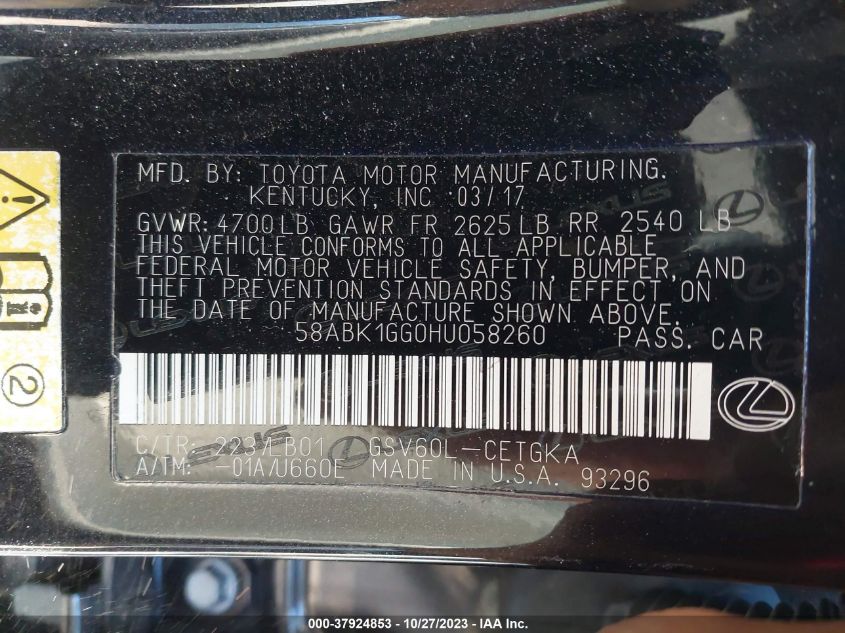 MFD. BY: TOYOTA MOTOR MANUFACTURING.
KENTUCKY, INC 03/17
GVWR: 4700LB GAWR FR 2625LB RR 2540 LB
THIS VEHICLE CONFORMS TO ALL APPLICABLE
FEDERAL MOTOR VEHICLE SAFETY, BUMPER, AND
THEFT PREVENTION STANDARDS IN EFFECT ON
THE DATE OF MANUFACTURE SHOWN ABOVE.
58ABK1GG0HU058260 PASS. CAR
C/TR: 223/LB01 GSV60L-CETGKA
A/TM: -01A/U660E MADE IN U.S.A. 93296
LEXUS
2
000-37924853 - 10/27/2023 - IAA Inc.